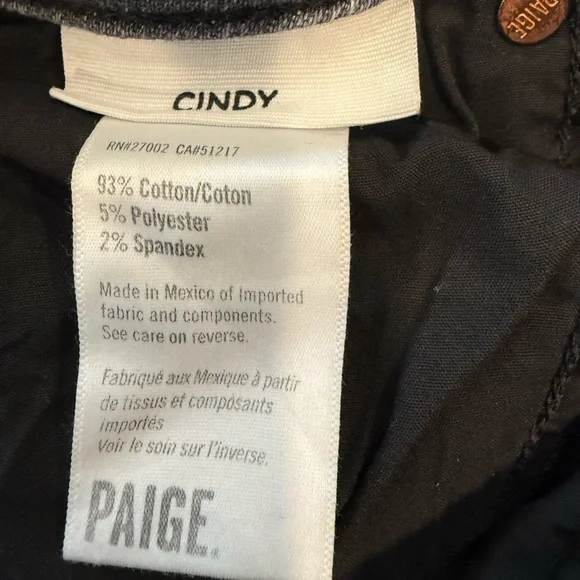 PAIGE
CINDY
RN#27002 CA#51217
93% Cotton/Coton
5% Polyester
2% Spandex
Made in Mexico of Imported
fabric and components.
See care on reverse.
Fabriqué aux Mexique à partir
de tissus et composants
importés
Voir le soin sur l'inverse.
PAIGE.